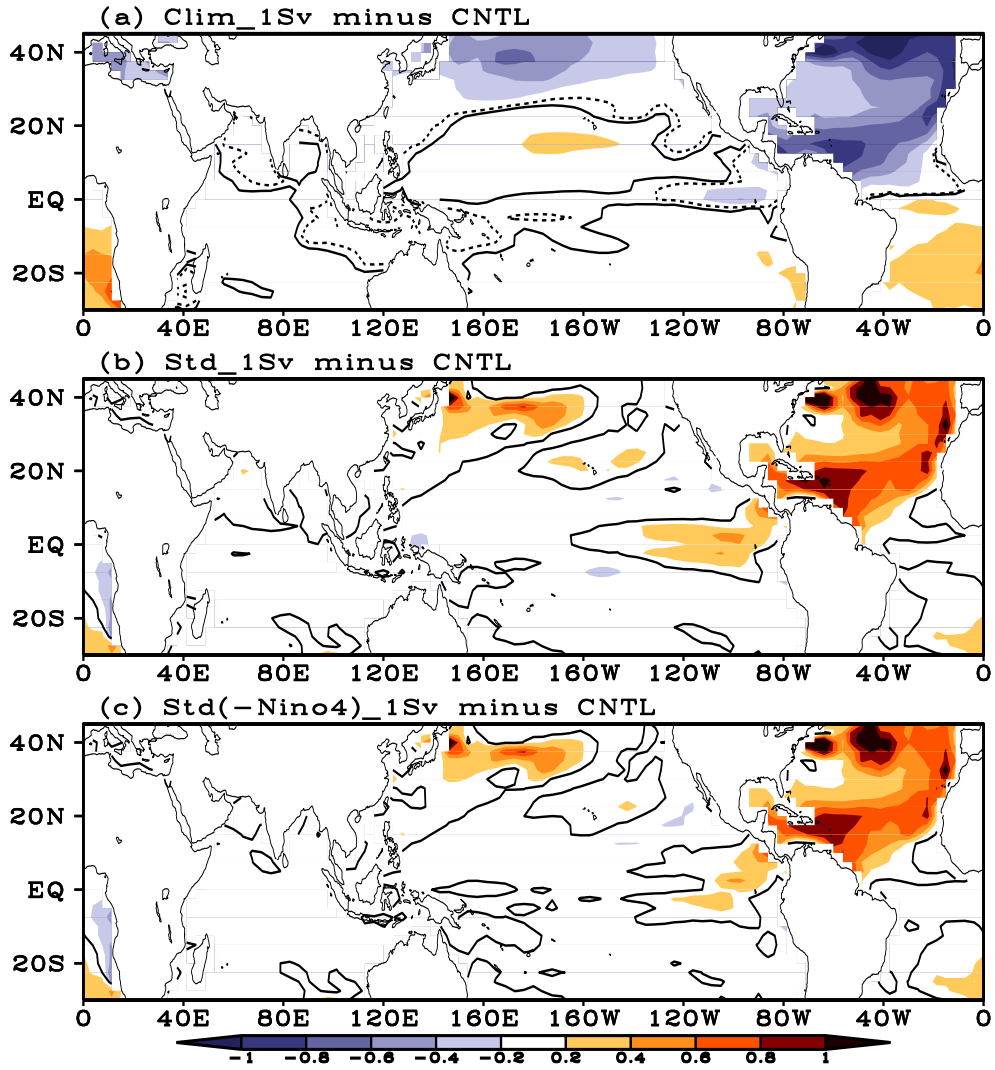 (a) Clim_1Sv minus CNTL
40N
20N
EQ
20S
0 40E 80E 120E 160E 160W 120W 80W 40W 0
(b) Std_1Sv minus CNTL
40N
20N
EQ
20S
0 40E 80E 120E 160E 160W 120W 80W 40W 0
(c) Std(-Nino4)_1Sv minus CNTL
40N
20N
EQ
20S
0 40E 80E 120E 160E 160W 120W 80W 40W 0
-1 -0.8 -0.6 -0.4 -0.2 0.2 0.4 0.6 0.8 1